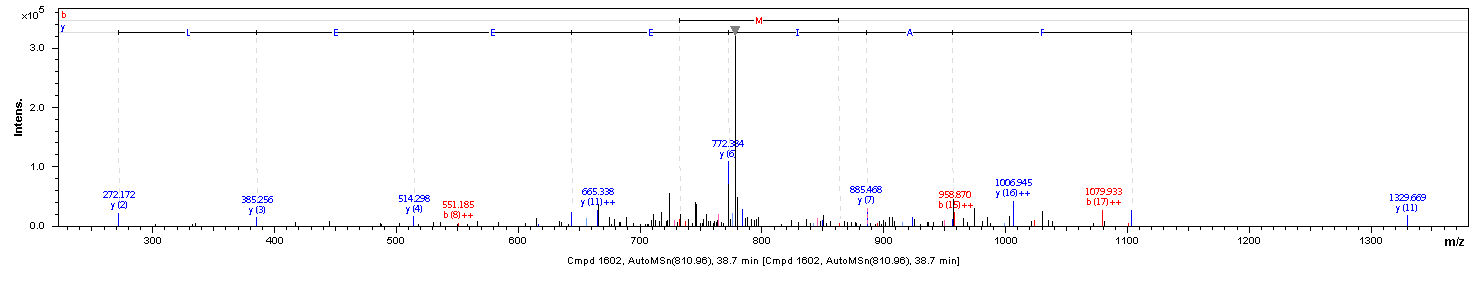 ×10⁵
b
y
M
L E E E I A F
3.0
2.0
1.0
0.0
Intens.
272.172
y (2)
385.256
y (3)
514.298
y (4)
551.185
b (8)++
665.338
y (11)++
772.384
y (6)
885.468
y (7)
958.870
b (15)++
1006.945
y (16)++
1079.933
b (17)++
1329.669
y (11)
300 400 500 600 700 800 900 1000 1100 1200 1300 m/z
Cmpd 1602, AutoMSn(810.96), 38.7 min [Cmpd 1602, AutoMSn(810.96), 38.7 min]